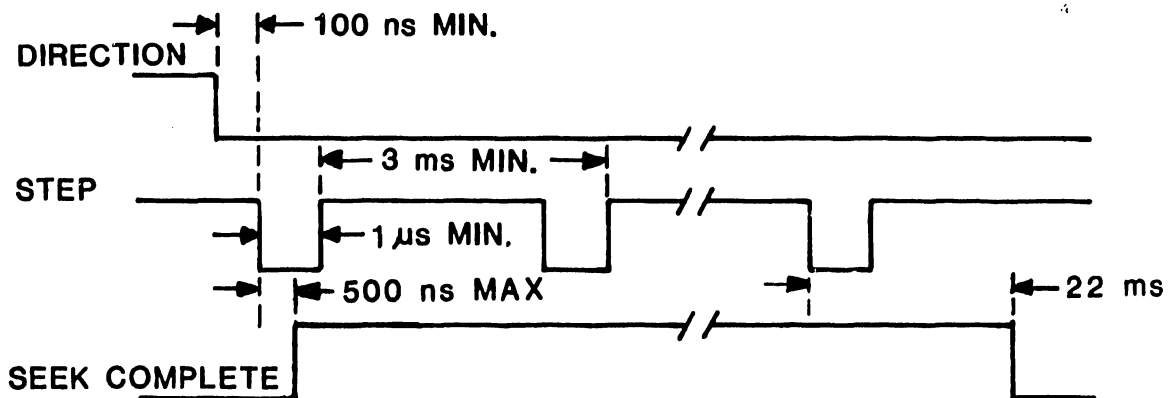 100 ns MIN.
DIRECTION
3 ms MIN.
STEP
1 μs MIN.
500 ns MAX
22 ms
SEEK COMPLETE